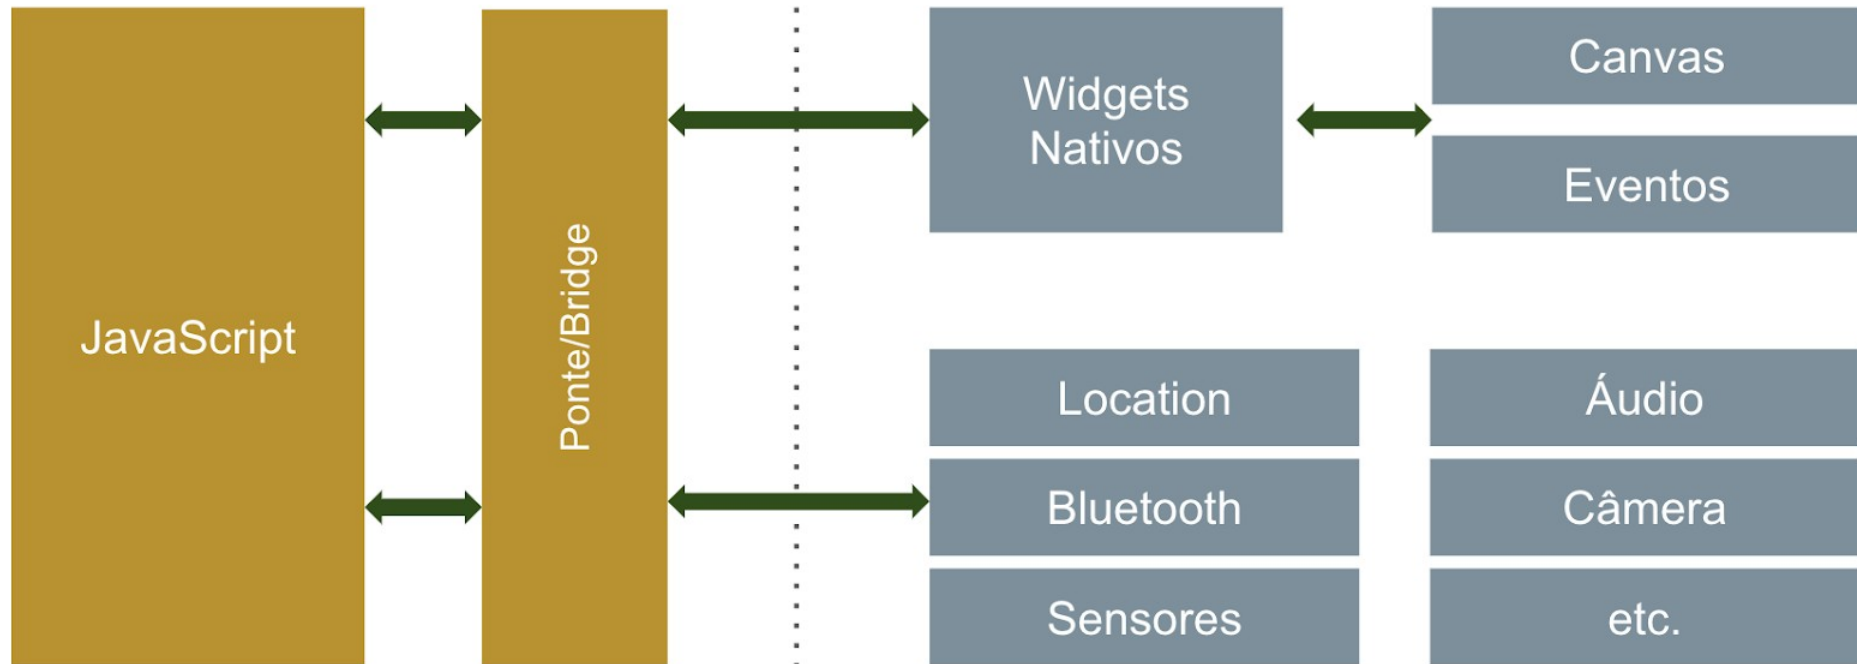 JavaScript
Ponte/Bridge
Widgets
Nativos
Canvas
Eventos
Location
Áudio
Bluetooth
Câmera
Sensores
etc.